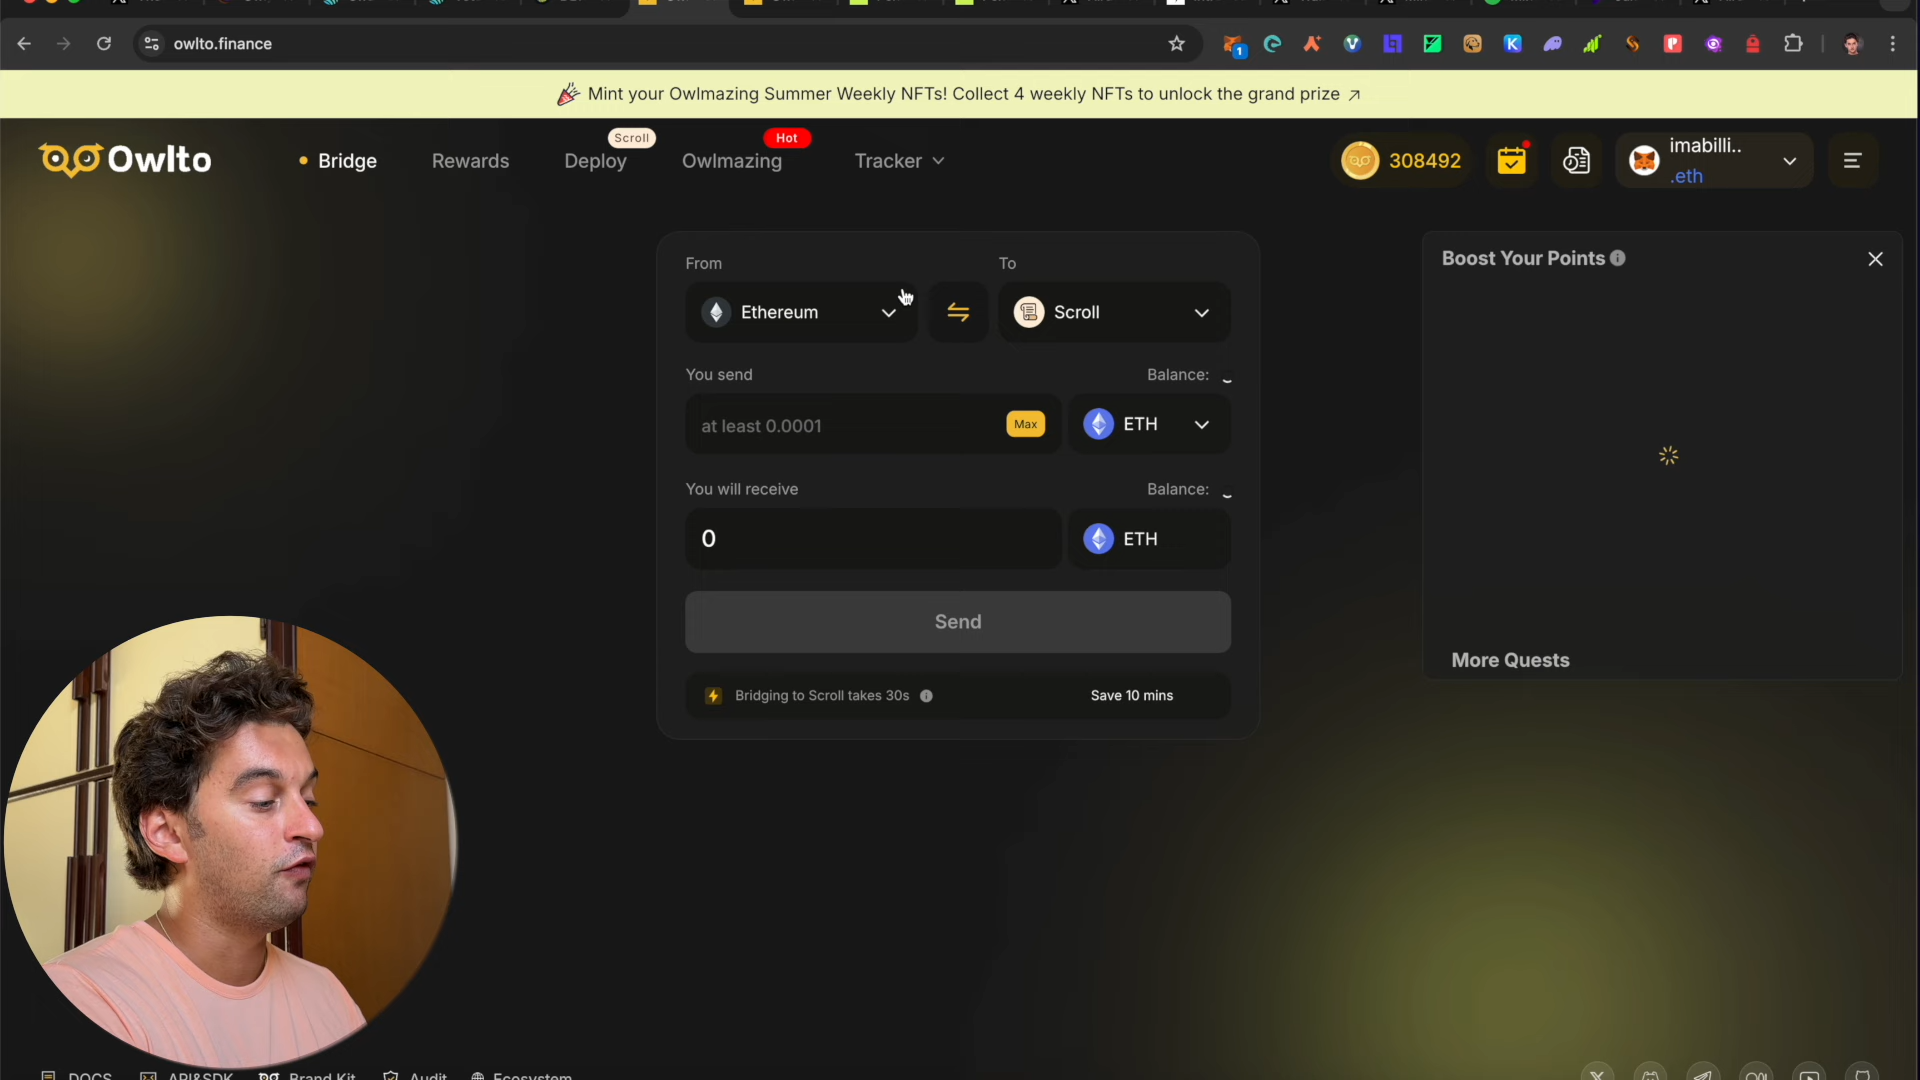 owlto.finance
1
Mint your Owlmazing Summer Weekly NFTs! Collect 4 weekly NFTs to unlock the grand prize ↗
Scroll
Hot
Owlto
Bridge
Rewards
Deploy
Owlmazing
Tracker
308492
imabilli..
.eth
From
To
Boost Your Points
Ethereum
Scroll
You send
Balance:
at least 0.0001
Max
ETH
You will receive
Balance:
0
ETH
Send
More Quests
Bridging to Scroll takes 30s
Save 10 mins
DOCS
API&SDK
Brand Kit
Audit
Ecosystem